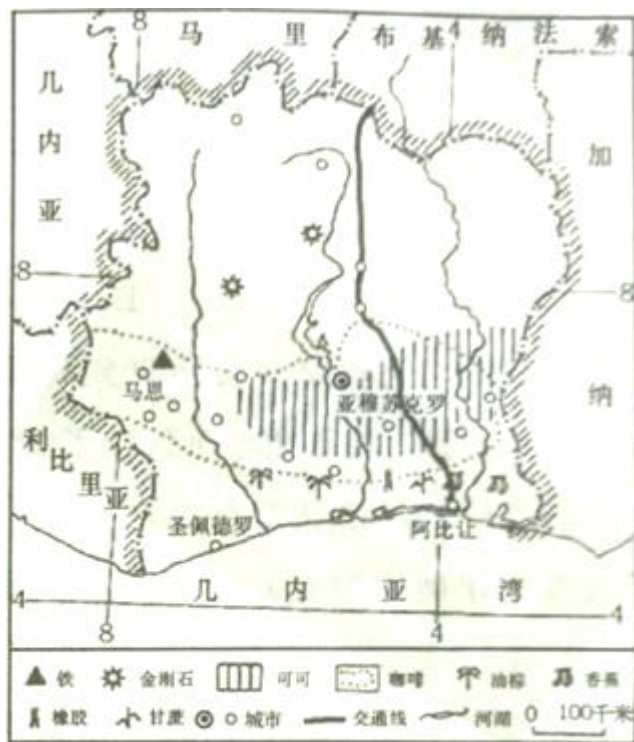 8
4
马里
布基纳法索
几内亚
加纳
8
8
马恩
亚穆苏克罗
利比里亚
圣佩德罗
阿比让
几内亚湾
4
4
8
4
铁 金刚石 可可 咖啡 油棕 香蕉
橡胶 甘蔗 城市 交通线 河湖 0 100千米